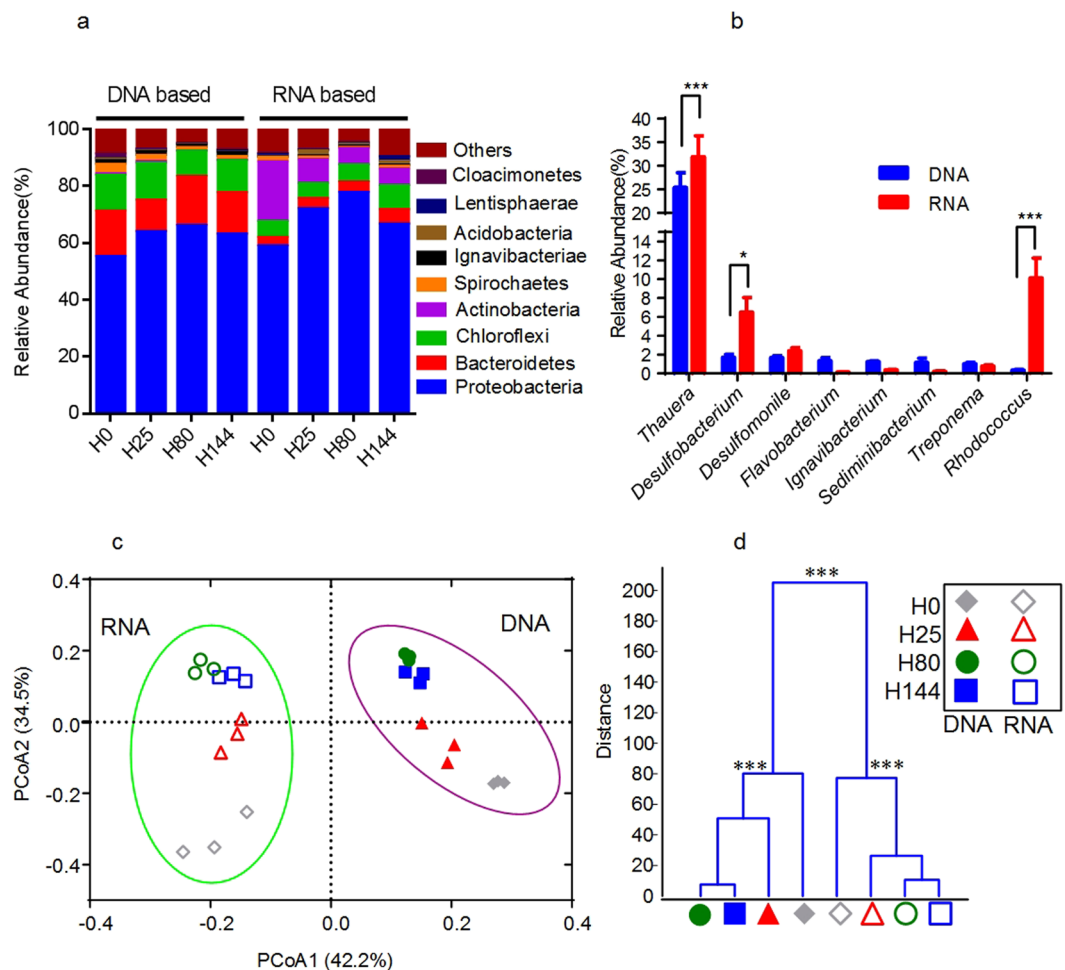 a
DNA based RNA based
Relative Abundance(%)
100
80
60
40
20
0
H0 H25 H80 H144 H0 H25 H80 H144
Others
Cloacimonetes
Lentisphaerae
Acidobacteria
Ignavibacteriae
Spirochaetes
Actinobacteria
Chloroflexi
Bacteroidetes
Proteobacteria
b
Relative Abundance(%)
40
35
30
25
20
14
12
10
8
6
4
2
0
***
*
***
DNA
RNA
Thauera
Desulfobacterium
Desulfomonile
Flavobacterium
Ignavibacterium
Sediminibacterium
Treponema
Rhodococcus
c
PCoA2 (34.5%)
0.4
0.2
0.0
-0.2
-0.4
RNA DNA
-0.4 -0.2 0.0 0.2 0.4
PCoA1 (42.2%)
d
Distance
200
180
160
140
120
100
80
60
40
20
0
***
*** ***
H0
H25
H80
H144
DNA RNA